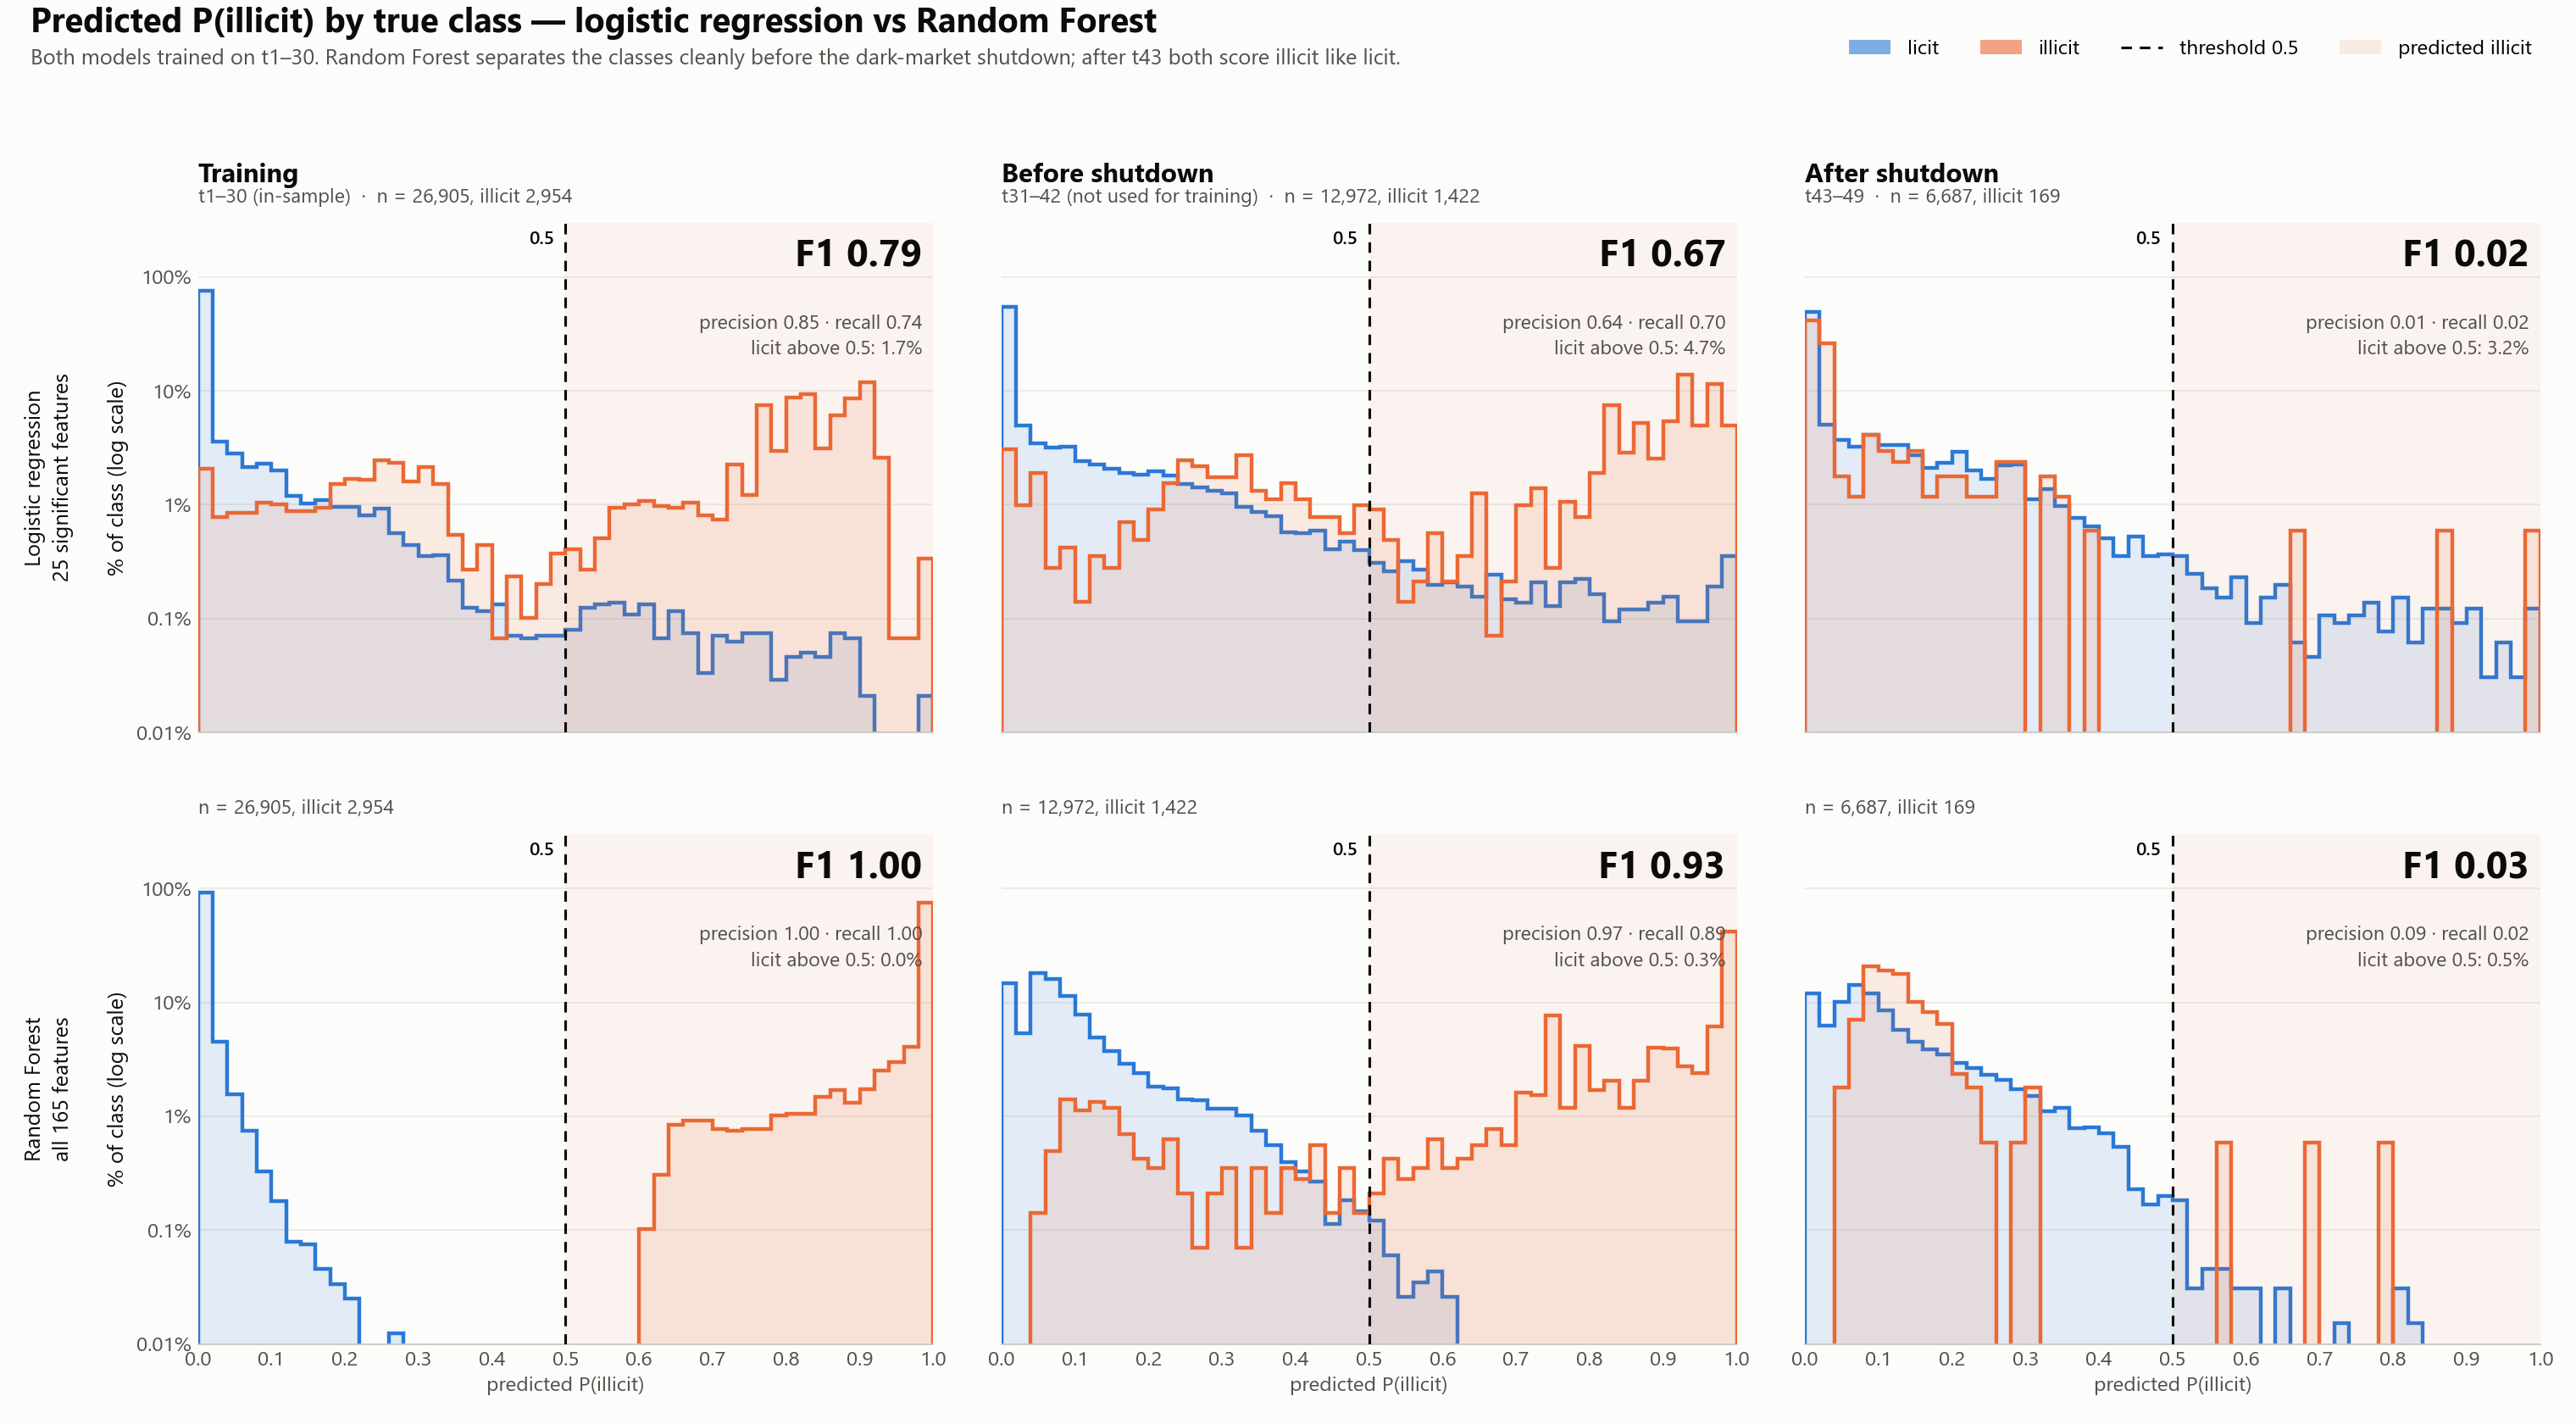 Predicted P(illicit) by true class — logistic regression vs Random Forest
Both models trained on t1–30. Random Forest separates the classes cleanly before the dark-market shutdown; after t43 both score illicit like licit.
licit illicit threshold 0.5 predicted illicit
Training
t1–30 (in-sample) · n = 26,905, illicit 2,954
Before shutdown
t31–42 (not used for training) · n = 12,972, illicit 1,422
After shutdown
t43–49 · n = 6,687, illicit 169
Logistic regression
25 significant features
% of class (log scale)
100%
10%
1%
0.1%
0.01%
0.5
F1 0.79
precision 0.85 · recall 0.74
licit above 0.5: 1.7%
0.5
F1 0.67
precision 0.64 · recall 0.70
licit above 0.5: 4.7%
0.5
F1 0.02
precision 0.01 · recall 0.02
licit above 0.5: 3.2%
n = 26,905, illicit 2,954
n = 12,972, illicit 1,422
n = 6,687, illicit 169
Random Forest
all 165 features
% of class (log scale)
100%
10%
1%
0.1%
0.01%
0.5
F1 1.00
precision 1.00 · recall 1.00
licit above 0.5: 0.0%
0.5
F1 0.93
precision 0.97 · recall 0.89
licit above 0.5: 0.3%
0.5
F1 0.03
precision 0.09 · recall 0.02
licit above 0.5: 0.5%
0.0 0.1 0.2 0.3 0.4 0.5 0.6 0.7 0.8 0.9 1.0
predicted P(illicit)
0.0 0.1 0.2 0.3 0.4 0.5 0.6 0.7 0.8 0.9 1.0
predicted P(illicit)
0.0 0.1 0.2 0.3 0.4 0.5 0.6 0.7 0.8 0.9 1.0
predicted P(illicit)